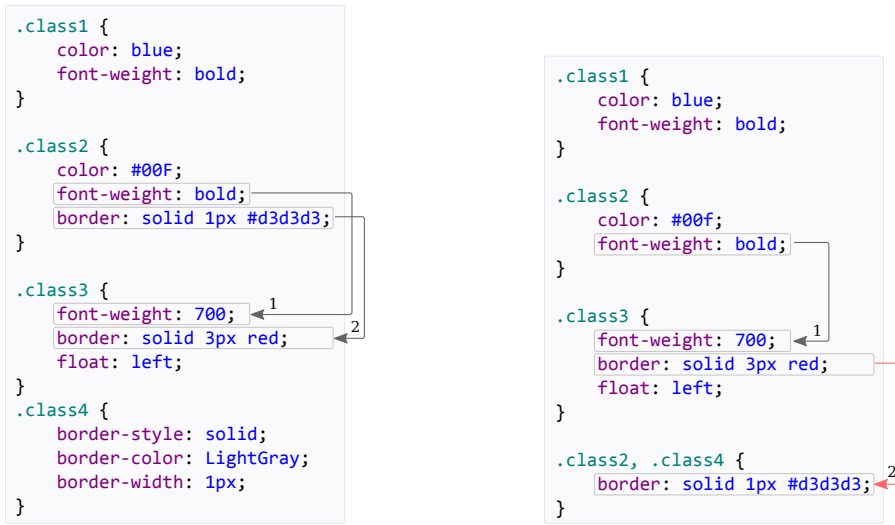 .class1 {
color: blue;
font-weight: bold;
}
.class2 {
color: #00F;
font-weight: bold;
border: solid 1px #d3d3d3;
}
.class3 {
font-weight: 700;
1
border: solid 3px red;
2
float: left;
}
.class4 {
border-style: solid;
border-color: LightGray;
border-width: 1px;
}
.class1 {
color: blue;
font-weight: bold;
}
.class2 {
color: #00f;
font-weight: bold;
}
.class3 {
font-weight: 700;
1
border: solid 3px red;
float: left;
}
.class2, .class4 {
border: solid 1px #d3d3d3;
2
}